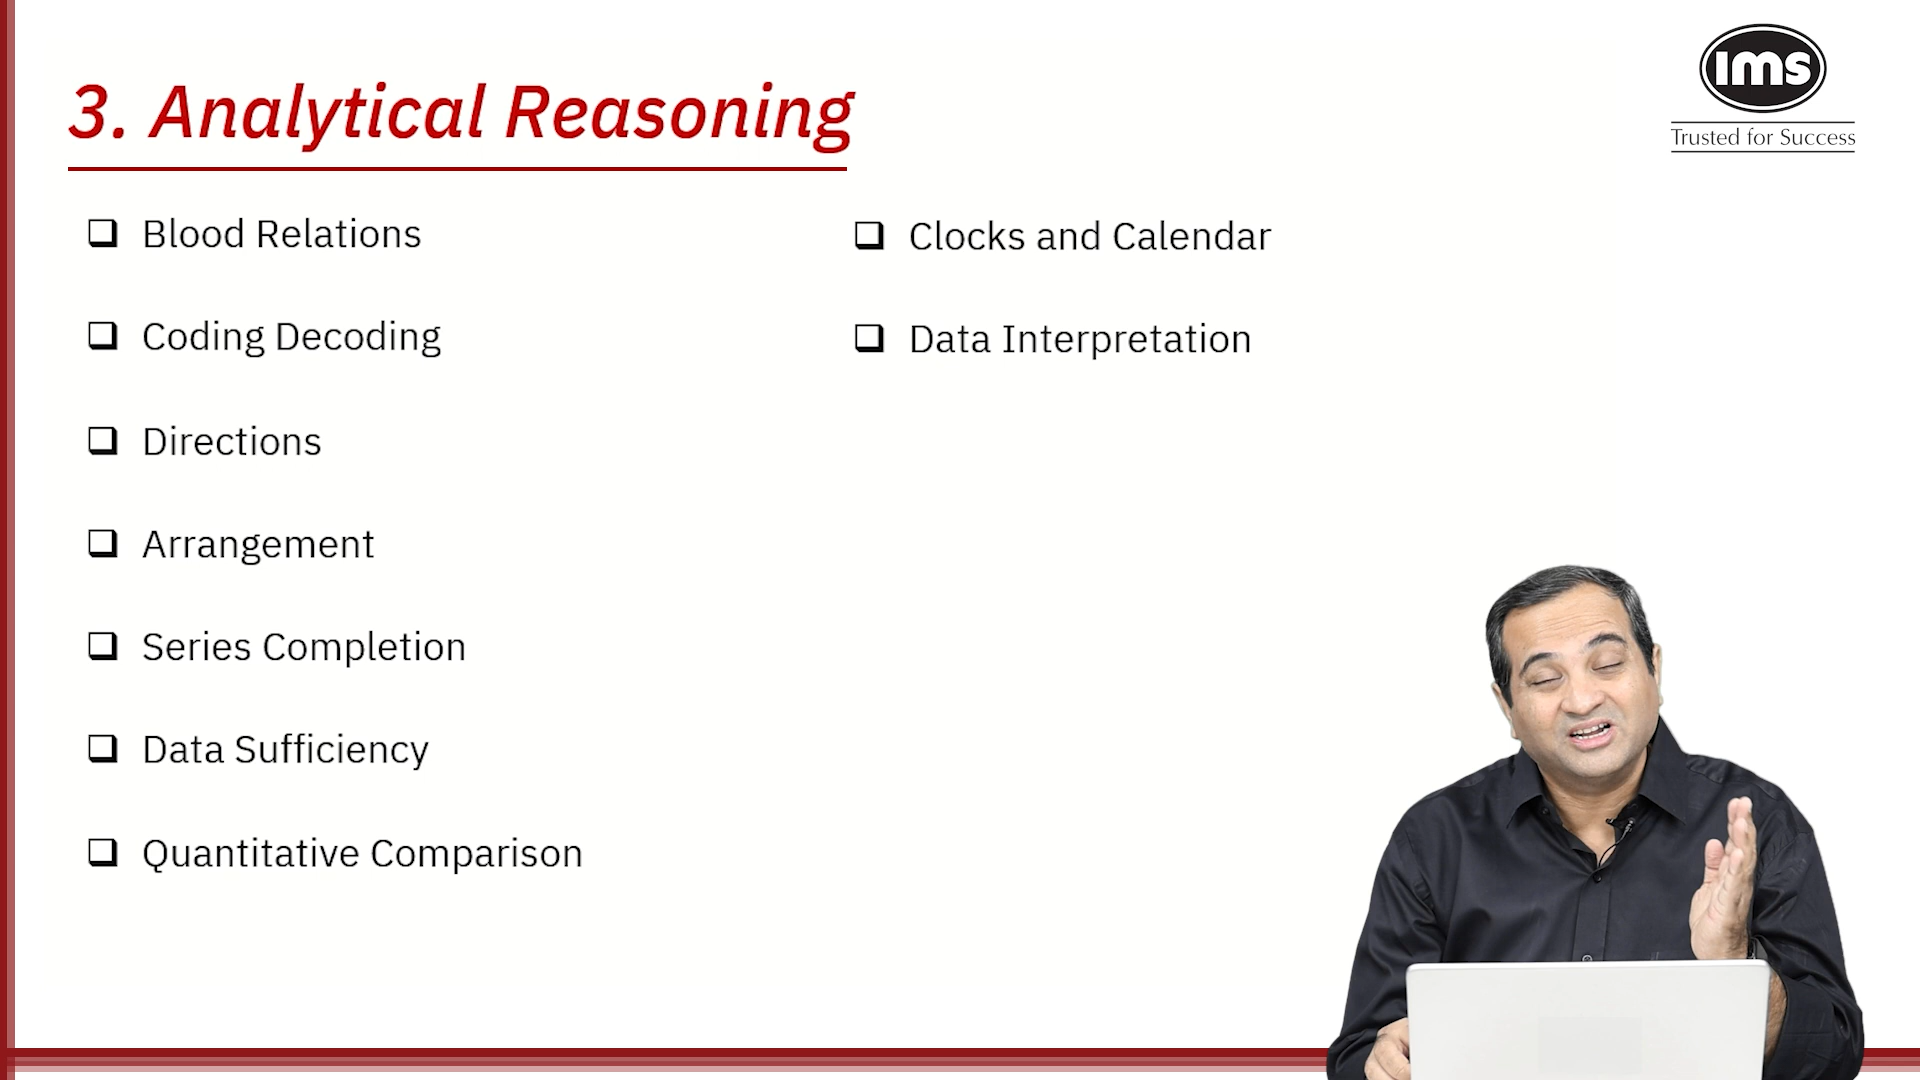 3. Analytical Reasoning
ims
Trusted for Success
Blood Relations
Coding Decoding
Directions
Arrangement
Series Completion
Data Sufficiency
Quantitative Comparison
Clocks and Calendar
Data Interpretation